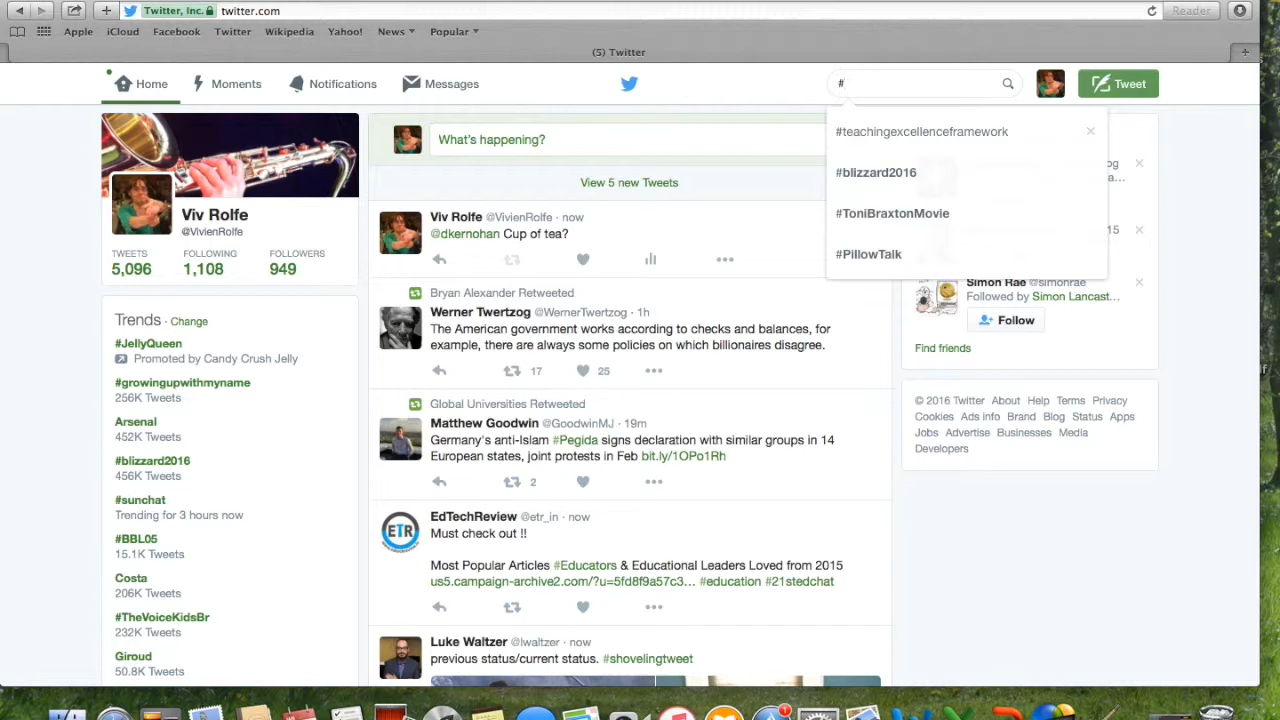 Twitter, Inc. twitter.com
Reader
Apple iCloud Facebook Twitter Wikipedia Yahoo! News Popular
(5) Twitter
Home Moments Notifications Messages
#
Tweet
#teachingexcellenceframework
#blizzard2016
#ToniBraxtonMovie
#PillowTalk
Viv Rolfe
@VivienRolfe
TWEETS FOLLOWING FOLLOWERS
5,096 1,108 949
Trends · Change
#JellyQueen
Promoted by Candy Crush Jelly
#growingupwithmyname
256K Tweets
Arsenal
452K Tweets
#blizzard2016
456K Tweets
#sunchat
Trending for 3 hours now
#BBL05
15.1K Tweets
Costa
206K Tweets
#TheVoiceKidsBr
232K Tweets
Giroud
50.8K Tweets
What's happening?
View 5 new Tweets
Viv Rolfe @VivienRolfe · now
@dkernohan Cup of tea?
Bryan Alexander Retweeted
Werner Twertzog @WernerTwertzog · 1h
The American government works according to checks and balances, for
example, there are always some policies on which billionaires disagree.
17 25
Global Universities Retweeted
Matthew Goodwin @GoodwinMJ · 19m
Germany's anti-Islam #Pegida signs declaration with similar groups in 14
European states, joint protests in Feb bit.ly/1OPo1Rh
2
ETR
EdTechReview @etr_in · now
Must check out !!
Most Popular Articles #Educators & Educational Leaders Loved from 2015
us5.campaign-archive2.com/?u=5fd8f9a57c3... #education #21stedchat
Luke Waltzer @lwaltzer · now
previous status/current status. #shovelingtweet
og
a...
15
Simon Rae @simonrae
Followed by Simon Lancast...
Follow
Find friends
© 2016 Twitter About Help Terms Privacy
Cookies Ads info Brand Blog Status Apps
Jobs Advertise Businesses Media
Developers
1